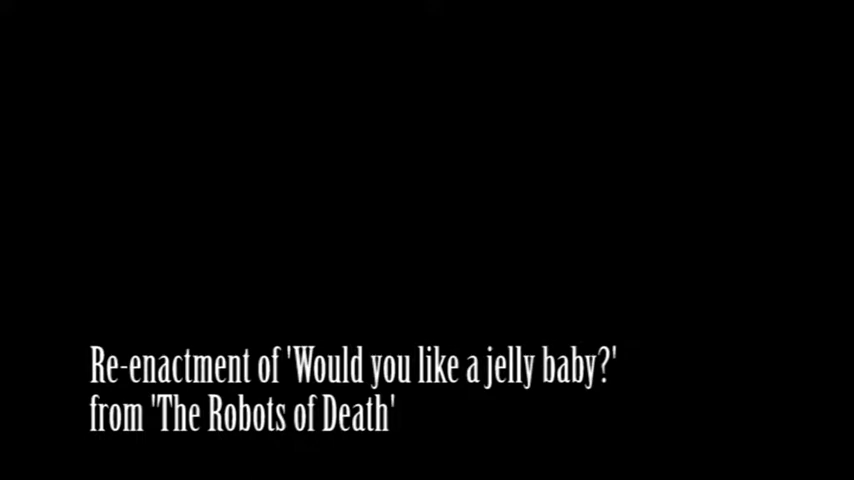 Re-enactment of 'Would you like a jelly baby?'
from 'The Robots of Death'